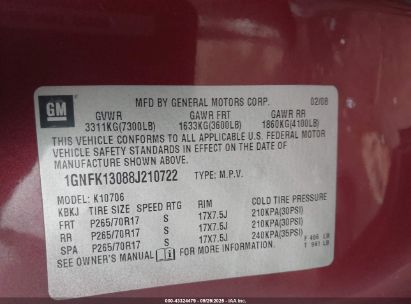 GM
MFD BY GENERAL MOTORS CORP. 02/08
GVWR GAWR FRT GAWR RR
3311KG(7300LB) 1633KG(3600LB) 1860KG(4100LB)
THIS VEHICLE CONFORMS TO ALL APPLICABLE U.S. FEDERAL MOTOR
VEHICLE SAFETY STANDARDS IN EFFECT ON THE DATE OF
MANUFACTURE SHOWN ABOVE.
1GNFK13088J210722 TYPE: M.P.V.
MODEL: K10706
KBKJ TIRE SIZE SPEED RTG RIM COLD TIRE PRESSURE
FRT P265/70R17 S 17X7.5J 210KPA(30PSI)
RR P265/70R17 S 17X7.5J 210KPA(30PSI)
SPA P265/70R17 S 17X7.5J 240KPA(35PSI)
SEE OWNER'S MANUAL FOR MORE INFORMATION.